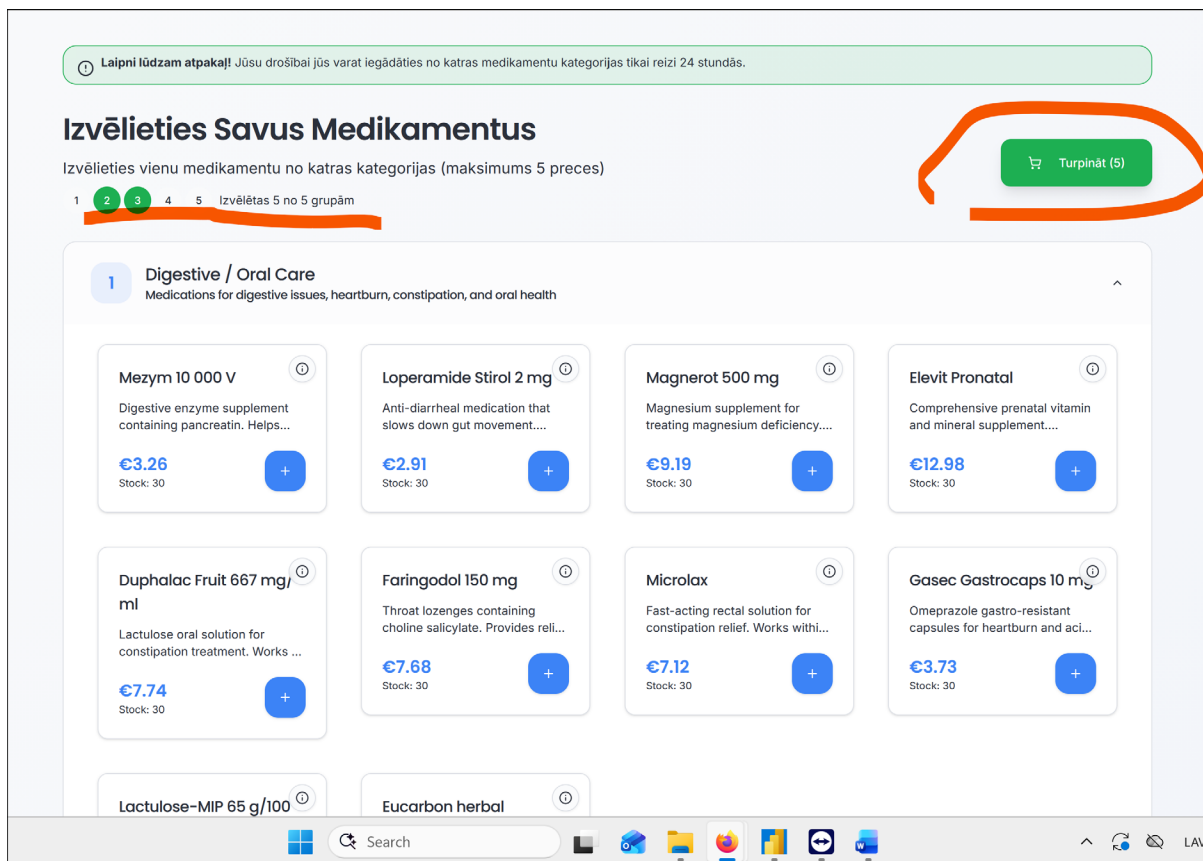 Laipni lūdzam atpakaļ! Jūsu drošībai jūs varat iegādāties no katras medikamentu kategorijas tikai reizi 24 stundās.
Izvēlieties Savus Medikamentus
Turpināt (5)
Izvēlieties vienu medikamentu no katras kategorijas (maksimums 5 preces)
1 2 3 4 5 Izvēlētas 5 no 5 grupām
1
Digestive / Oral Care
Medications for digestive issues, heartburn, constipation, and oral health
Mezym 10 000 V
Digestive enzyme supplement
containing pancreatin. Helps...
€3.26
Stock: 30
+
Loperamide Stirol 2 mg
Anti-diarrheal medication that
slows down gut movement....
€2.91
Stock: 30
+
Magnerot 500 mg
Magnesium supplement for
treating magnesium deficiency....
€9.19
Stock: 30
+
Elevit Pronatal
Comprehensive prenatal vitamin
and mineral supplement....
€12.98
Stock: 30
+
Duphalac Fruit 667 mg/
ml
Lactulose oral solution for
constipation treatment. Works ...
€7.74
Stock: 30
+
Faringodol 150 mg
Throat lozenges containing
choline salicylate. Provides reli...
€7.68
Stock: 30
+
Microlax
Fast-acting rectal solution for
constipation relief. Works withi...
€7.12
Stock: 30
+
Gasec Gastrocaps 10 mg
Omeprazole gastro-resistant
capsules for heartburn and aci...
€3.73
Stock: 30
+
Lactulose-MIP 65 g/100
Eucarbon herbal
Search
LAV